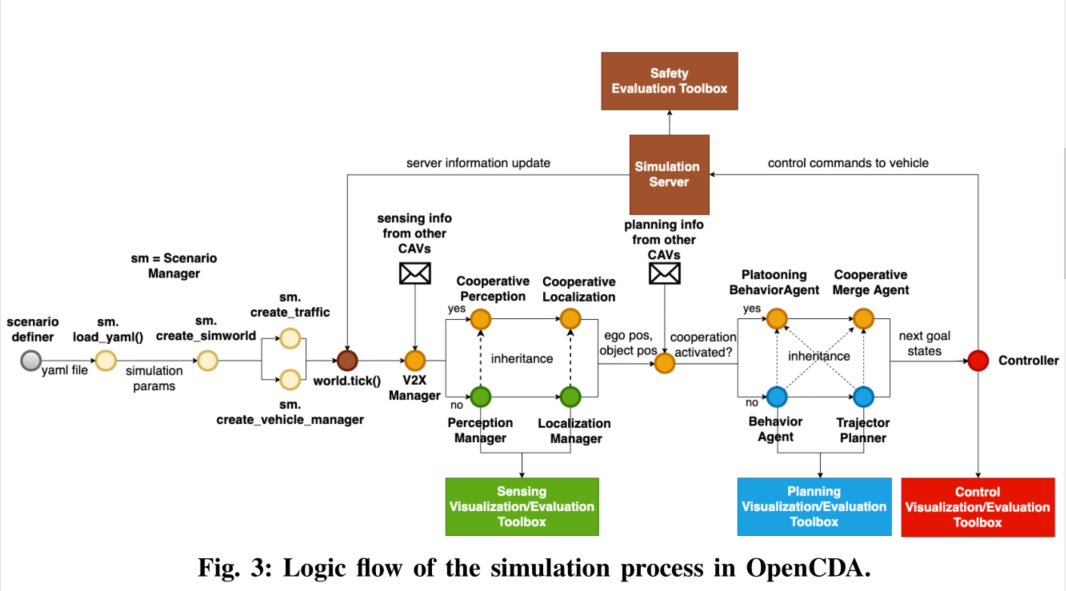 Safety
Evaluation Toolbox
server information update
Simulation
Server
control commands to vehicle
sensing info
from other
CAVs
planning info
from other
CAVs
sm = Scenario
Manager
scenario
definer
sm.
load_yaml()
sm.
create_simworld
sm.
create_traffic
Cooperative
Perception
Cooperative
Localization
Platooning
BehaviorAgent
Cooperative
Merge Agent
yes
yes
yaml file
simulation
params
world.tick()
V2X
Manager
inheritance
ego pos,
object pos
cooperation
activated?
inheritance
next goal
states
Controller
sm.
create_vehicle_manager
no
no
Perception
Manager
Localization
Manager
Behavior
Agent
Trajector
Planner
Sensing
Visualization/Evaluation
Toolbox
Planning
Visualization/Evaluation
Toolbox
Control
Visualization/Evaluation
Toolbox
Fig. 3: Logic flow of the simulation process in OpenCDA.